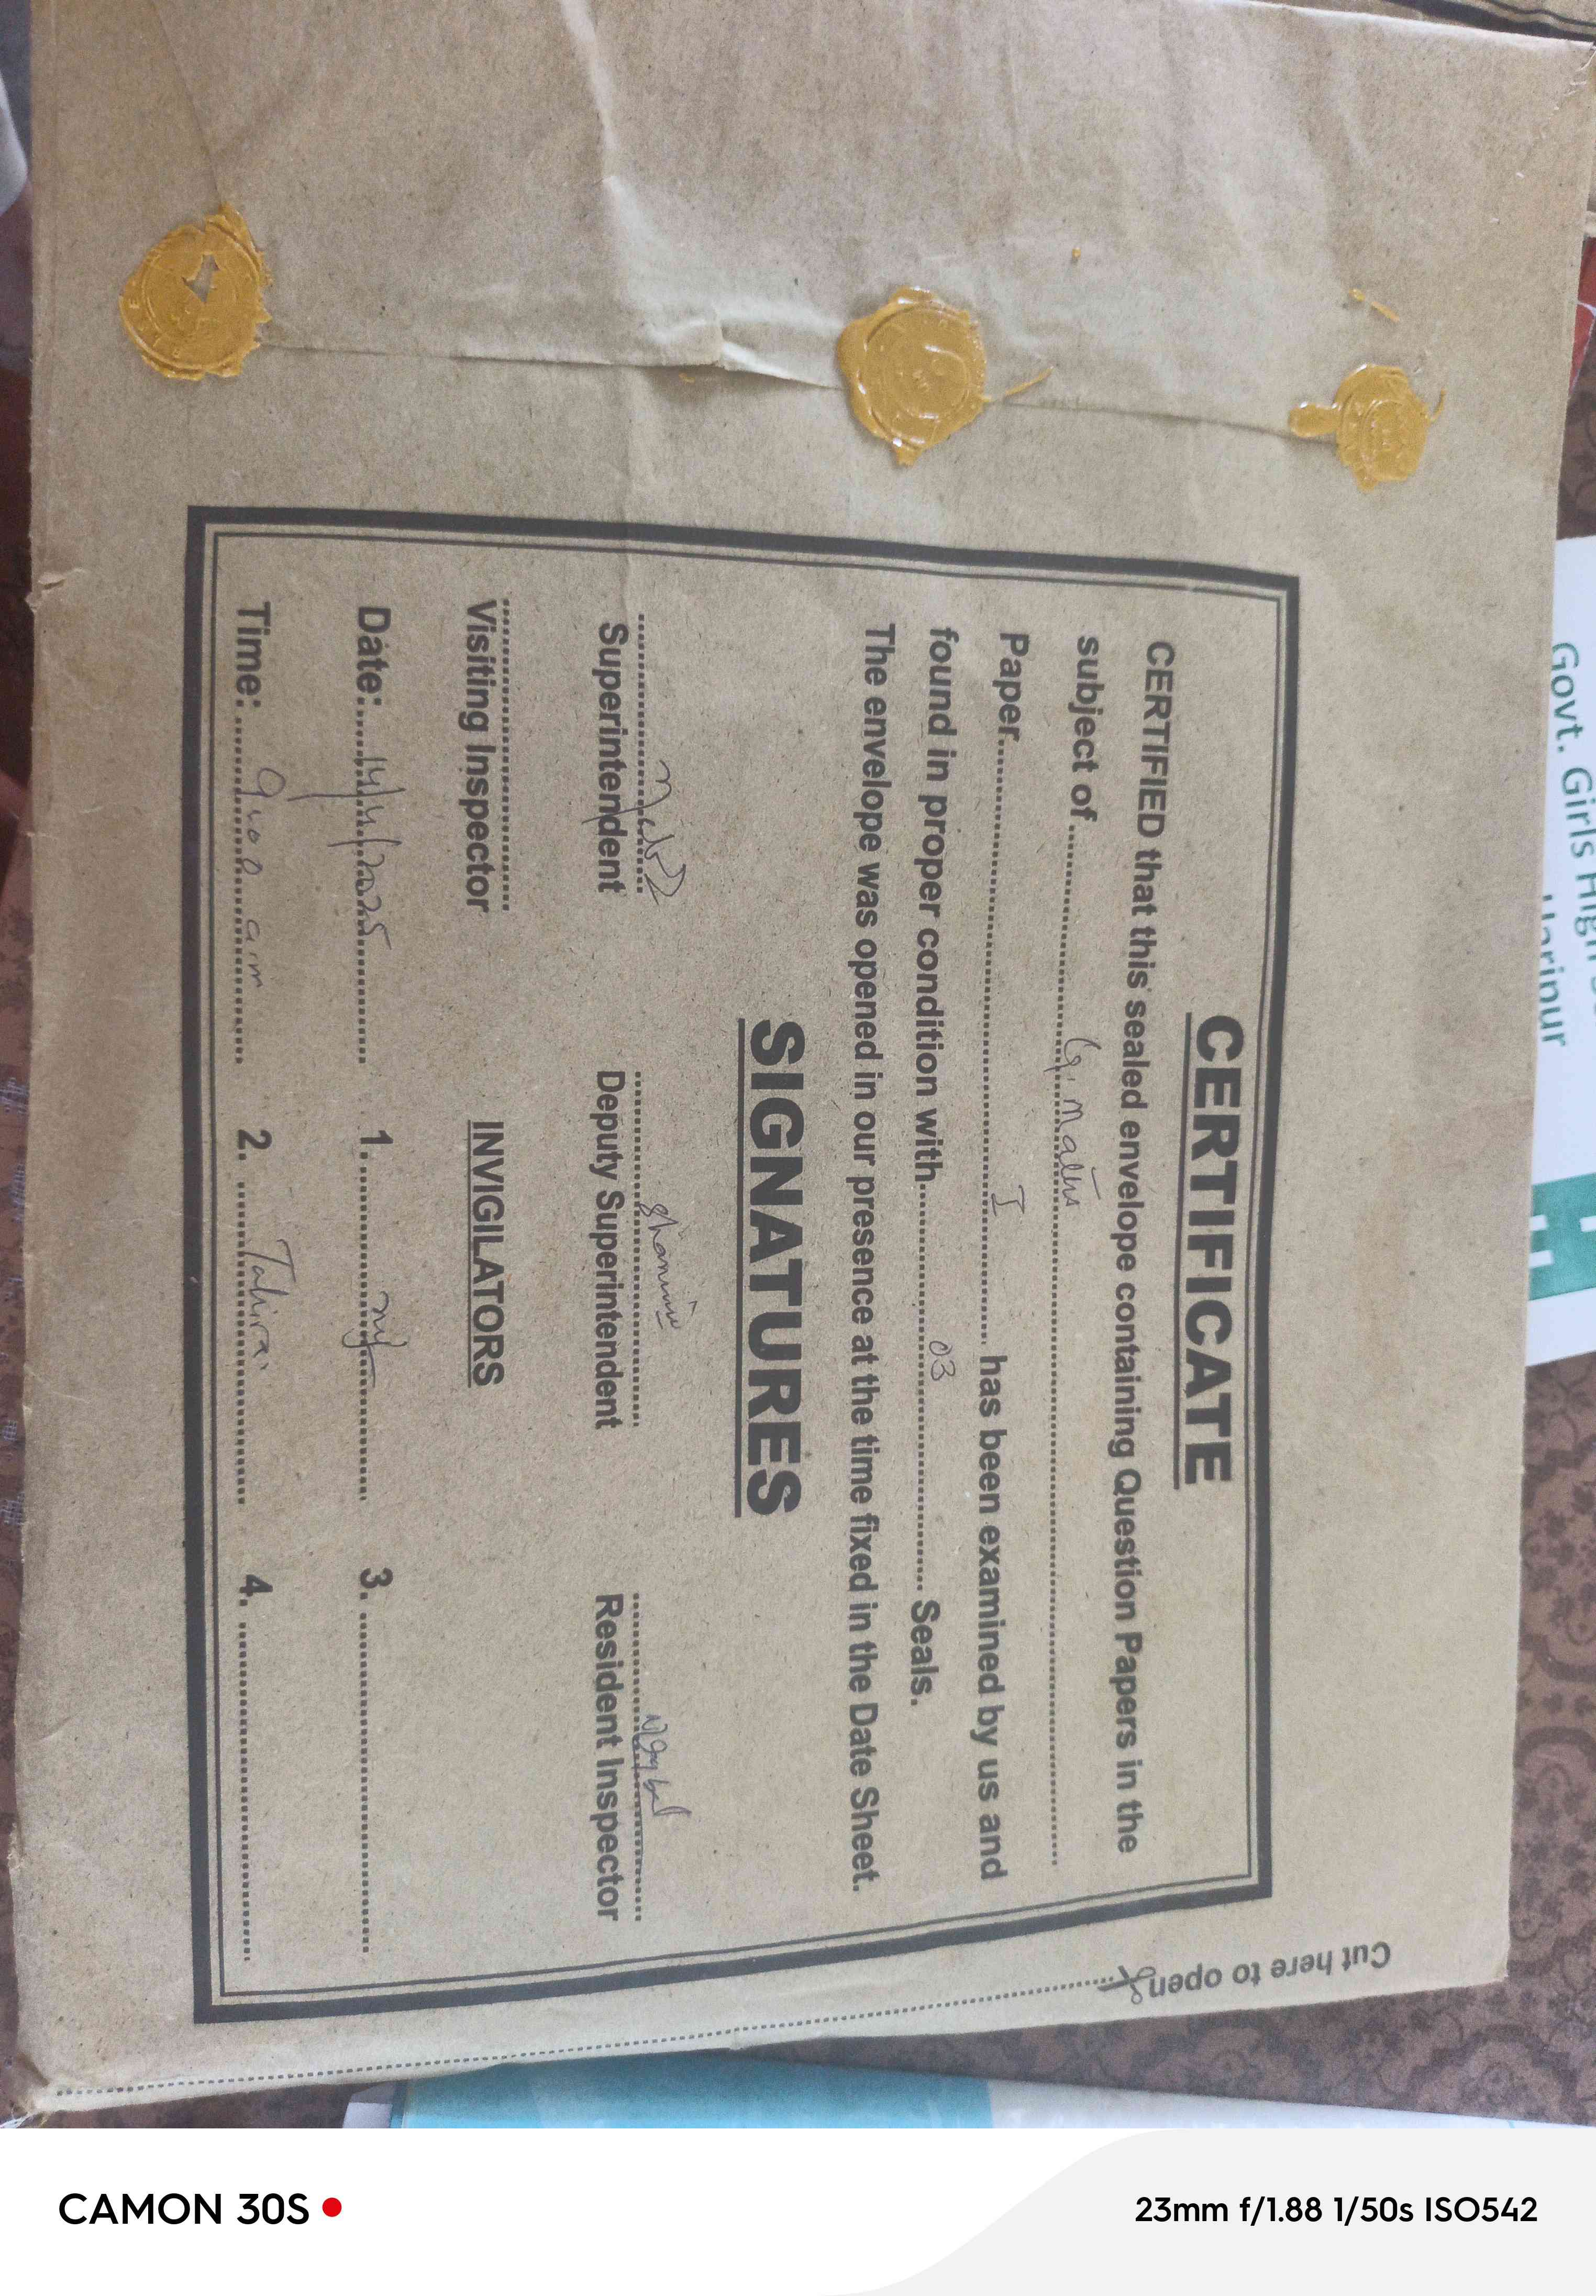 CERTIFICATE
CERTIFIED that this sealed envelope containing Question Papers in the
subject of G. Maths
Paper I has been examined by us and
found in proper condition with 03 Seals.
The envelope was opened in our presence at the time fixed in the Date Sheet.
SIGNATURES
Superintendent Deputy Superintendent Resident Inspector
Visiting Inspector INVIGILATORS
Date: 14/4/2025 1. 3.
Time: 9:00 am 2. Tahira 4.
Cut here to open
Govt. Girls High
Haripur
CAMON 30S
23mm f/1.88 1/50s ISO542